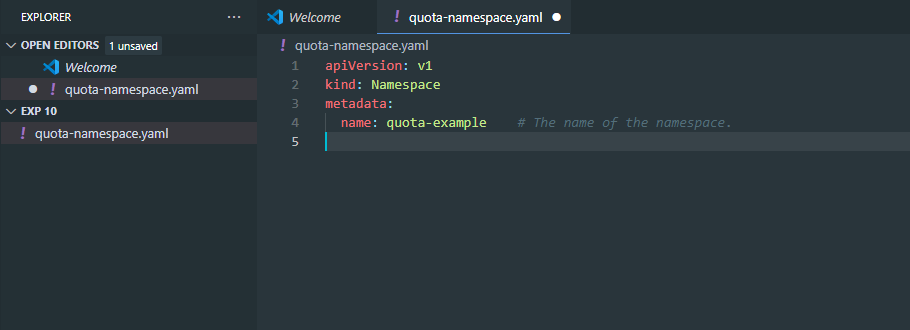 EXPLORER
OPEN EDITORS 1 unsaved
Welcome
! quota-namespace.yaml
EXP 10
! quota-namespace.yaml
Welcome
! quota-namespace.yaml
! quota-namespace.yaml
1 apiVersion: v1
2 kind: Namespace
3 metadata:
4   name: quota-example    # The name of the namespace.
5